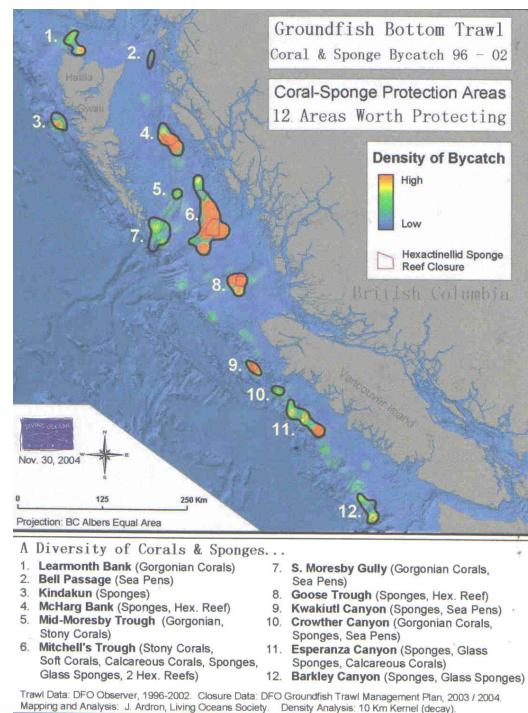 Groundfish Bottom Trawl
Coral & Sponge Bycatch 96 - 02
Coral-Sponge Protection Areas
12 Areas Worth Protecting
Density of Bycatch
High
Low
Hexactinellid Sponge
Reef Closure
1.
2.
Haida
Gwaii
3.
4.
5.
6.
7.
8.
British Columbia
9.
Vancouver Island
10.
11.
12.
LIVING OCEANS
Nov. 30, 2004
N
W
E
S
0 125 250 Km
Projection: BC Albers Equal Area
A Diversity of Corals & Sponges...
1. Learmonth Bank (Gorgonian Corals)
2. Bell Passage (Sea Pens)
3. Kindakun (Sponges)
4. McHarg Bank (Sponges, Hex. Reef)
5. Mid-Moresby Trough (Gorgonian,
Stony Corals)
6. Mitchell's Trough (Stony Corals,
Soft Corals, Calcareous Corals, Sponges,
Glass Sponges, 2 Hex. Reefs)
7. S. Moresby Gully (Gorgonian Corals,
Sea Pens)
8. Goose Trough (Sponges, Hex. Reef)
9. Kwakiutl Canyon (Sponges, Sea Pens)
10. Crowther Canyon (Gorgonian Corals,
Sponges, Sea Pens)
11. Esperanza Canyon (Sponges, Glass
Sponges, Calcareous Corals)
12. Barkley Canyon (Sponges, Glass Sponges)
Trawl Data: DFO Observer, 1996-2002. Closure Data: DFO Groundfish Trawl Management Plan, 2003 / 2004.
Mapping and Analysis: J. Ardron, Living Oceans Society. Density Analysis: 10 Km Kernel (decay).